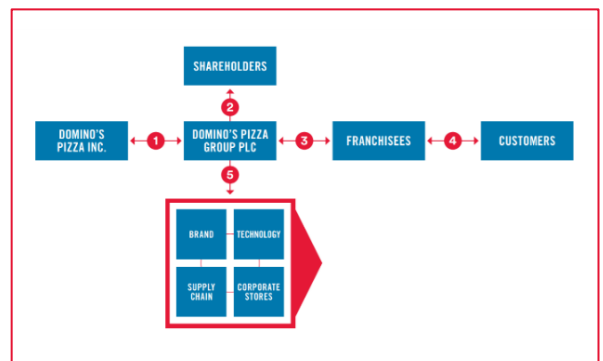 SHAREHOLDERS
2
DOMINO'S
PIZZA INC.
1
DOMINO'S PIZZA
GROUP PLC
3
FRANCHISEES
4
CUSTOMERS
5
BRAND
TECHNOLOGY
SUPPLY
CHAIN
CORPORATE
STORES